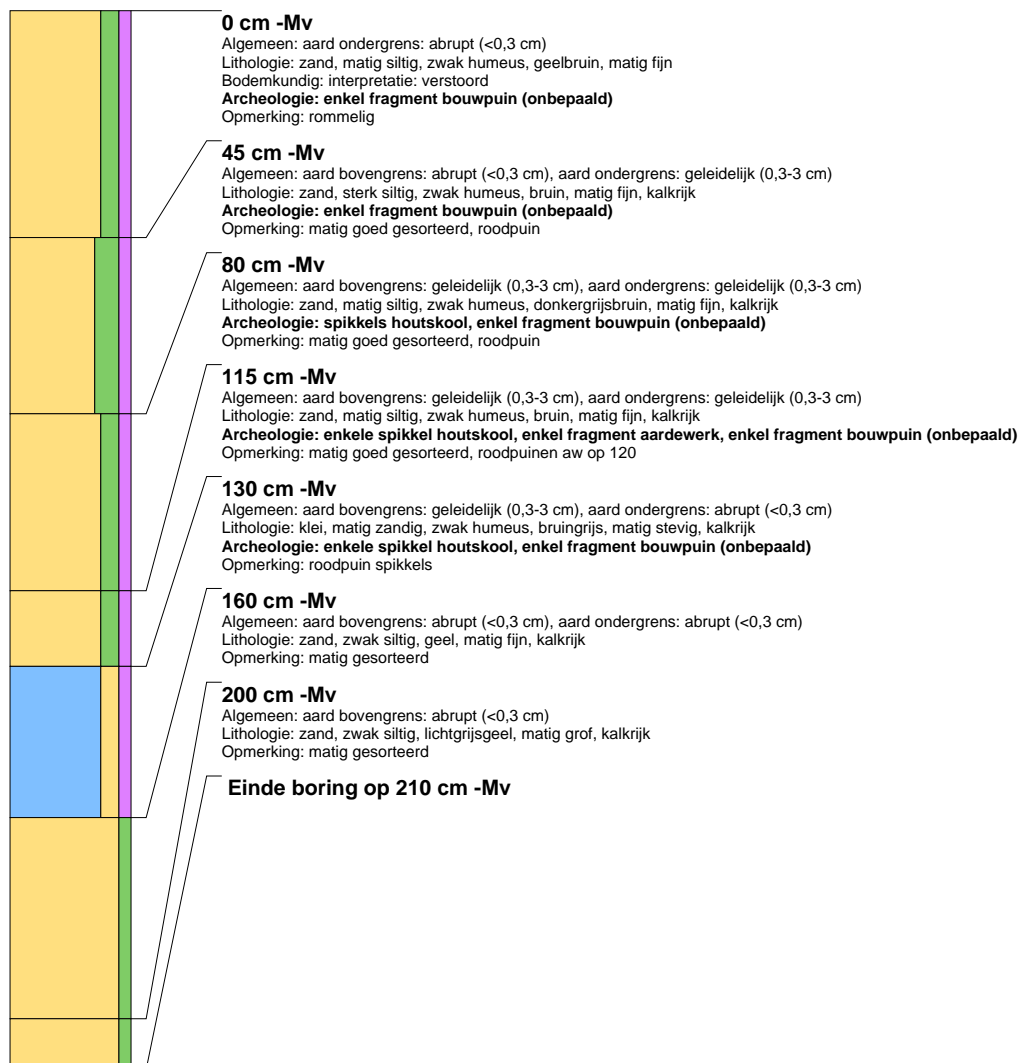 0 cm -Mv
Algemeen: aard ondergrens: abrupt (<0,3 cm)
Lithologie: zand, matig siltig, zwak humeus, geelbruin, matig fijn
Bodemkundig: interpretatie: verstoord
Archeologie: enkel fragment bouwpuin (onbepaald)
Opmerking: rommelig
45 cm -Mv
Algemeen: aard bovengrens: abrupt (<0,3 cm), aard ondergrens: geleidelijk (0,3-3 cm)
Lithologie: zand, sterk siltig, zwak humeus, bruin, matig fijn, kalkrijk
Archeologie: enkel fragment bouwpuin (onbepaald)
Opmerking: matig goed gesorteerd, roodpuin
80 cm -Mv
Algemeen: aard bovengrens: geleidelijk (0,3-3 cm), aard ondergrens: geleidelijk (0,3-3 cm)
Lithologie: zand, matig siltig, zwak humeus, donkergrijsbruin, matig fijn, kalkrijk
Archeologie: spikkels houtskool, enkel fragment bouwpuin (onbepaald)
Opmerking: matig goed gesorteerd, roodpuin
115 cm -Mv
Algemeen: aard bovengrens: geleidelijk (0,3-3 cm), aard ondergrens: geleidelijk (0,3-3 cm)
Lithologie: zand, matig siltig, zwak humeus, bruin, matig fijn, kalkrijk
Archeologie: enkele spikkel houtskool, enkel fragment aardewerk, enkel fragment bouwpuin (onbepaald)
Opmerking: matig goed gesorteerd, roodpuinen aw op 120
130 cm -Mv
Algemeen: aard bovengrens: geleidelijk (0,3-3 cm), aard ondergrens: abrupt (<0,3 cm)
Lithologie: klei, matig zandig, zwak humeus, bruingrijs, matig stevig, kalkrijk
Archeologie: enkele spikkel houtskool, enkel fragment bouwpuin (onbepaald)
Opmerking: roodpuin spikkels
160 cm -Mv
Algemeen: aard bovengrens: abrupt (<0,3 cm), aard ondergrens: abrupt (<0,3 cm)
Lithologie: zand, zwak siltig, geel, matig fijn, kalkrijk
Opmerking: matig gesorteerd
200 cm -Mv
Algemeen: aard bovengrens: abrupt (<0,3 cm)
Lithologie: zand, zwak siltig, lichtgrijsgeel, matig grof, kalkrijk
Opmerking: matig gesorteerd
Einde boring op 210 cm -Mv